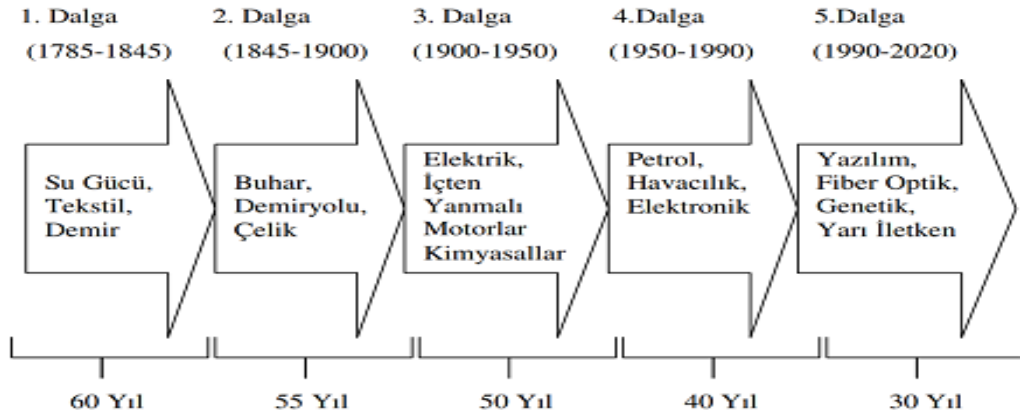 1. Dalga
(1785-1845)
2. Dalga
(1845-1900)
3. Dalga
(1900-1950)
4.Dalga
(1950-1990)
5.Dalga
(1990-2020)
Su Gücü,
Tekstil,
Demir
Buhar,
Demiryolu,
Çelik
Elektrik,
İçten
Yanmalı
Motorlar
Kimyasallar
Petrol,
Havacılık,
Elektronik
Yazılım,
Fiber Optik,
Genetik,
Yarı İletken
60 Yıl
55 Yıl
50 Yıl
40 Yıl
30 Yıl